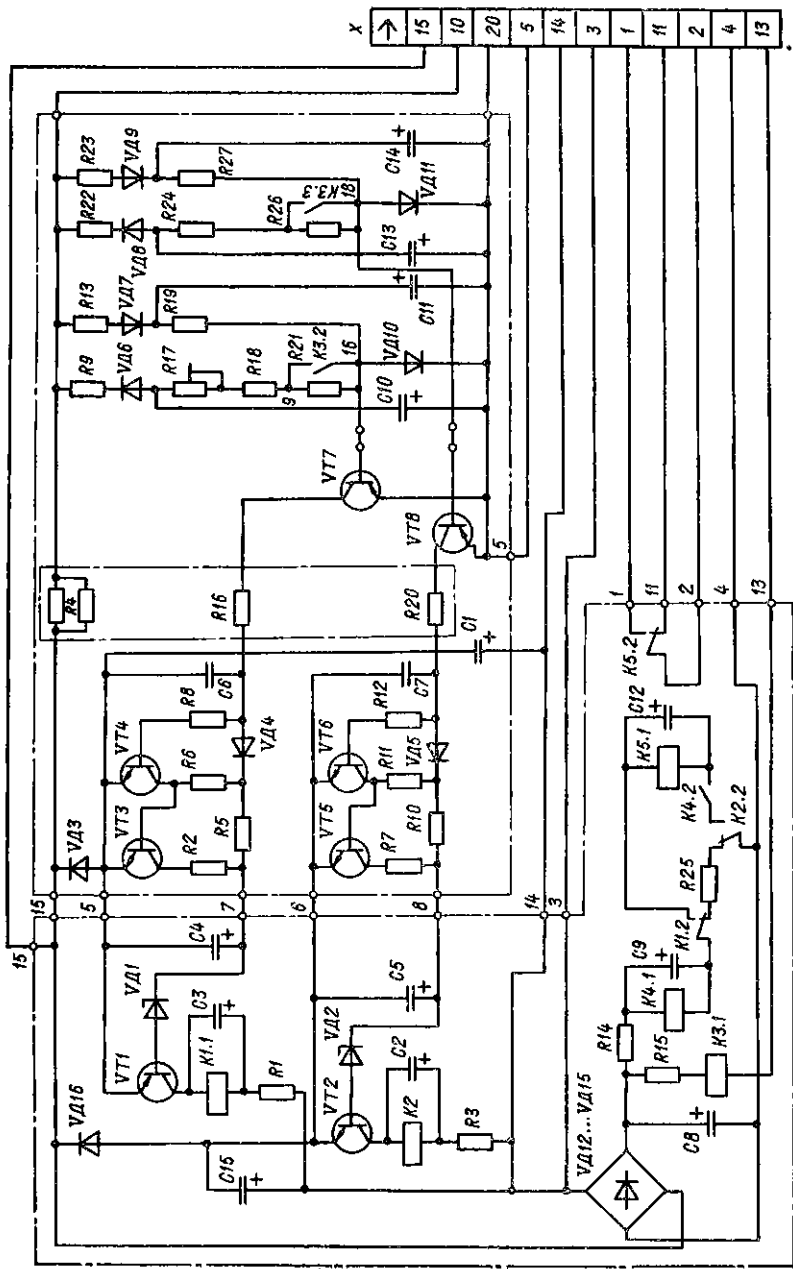 X
15
10
20
5
14
3
1
11
2
4
13
R23
VД9
R27
C14
R22
VД8
R24
R26
K3.3
18
VД11
C13
R13
VД7
R19
C11
R9
VД6
R17
R18
9
R21
K3.2
16
VД10
C10
VT7
VT8
5
R4
R16
R20
C1
VД3
VT3
VT4
R2
R6
R8
C6
R5
VД4
VT5
VT6
R7
R11
R12
C7
R10
VД5
15
15
5
7
6
8
14
3
1
11
2
4
13
VД16
VT1
VД1
C4
C3
K1.1
R1
C15
VT2
VД2
C5
C2
K2
R3
VД12...VД15
C8
R14
R15
K3.1
K4.1
C9
K1.2
R25
K2.2
K4.2
K5.1
C12
K5.2